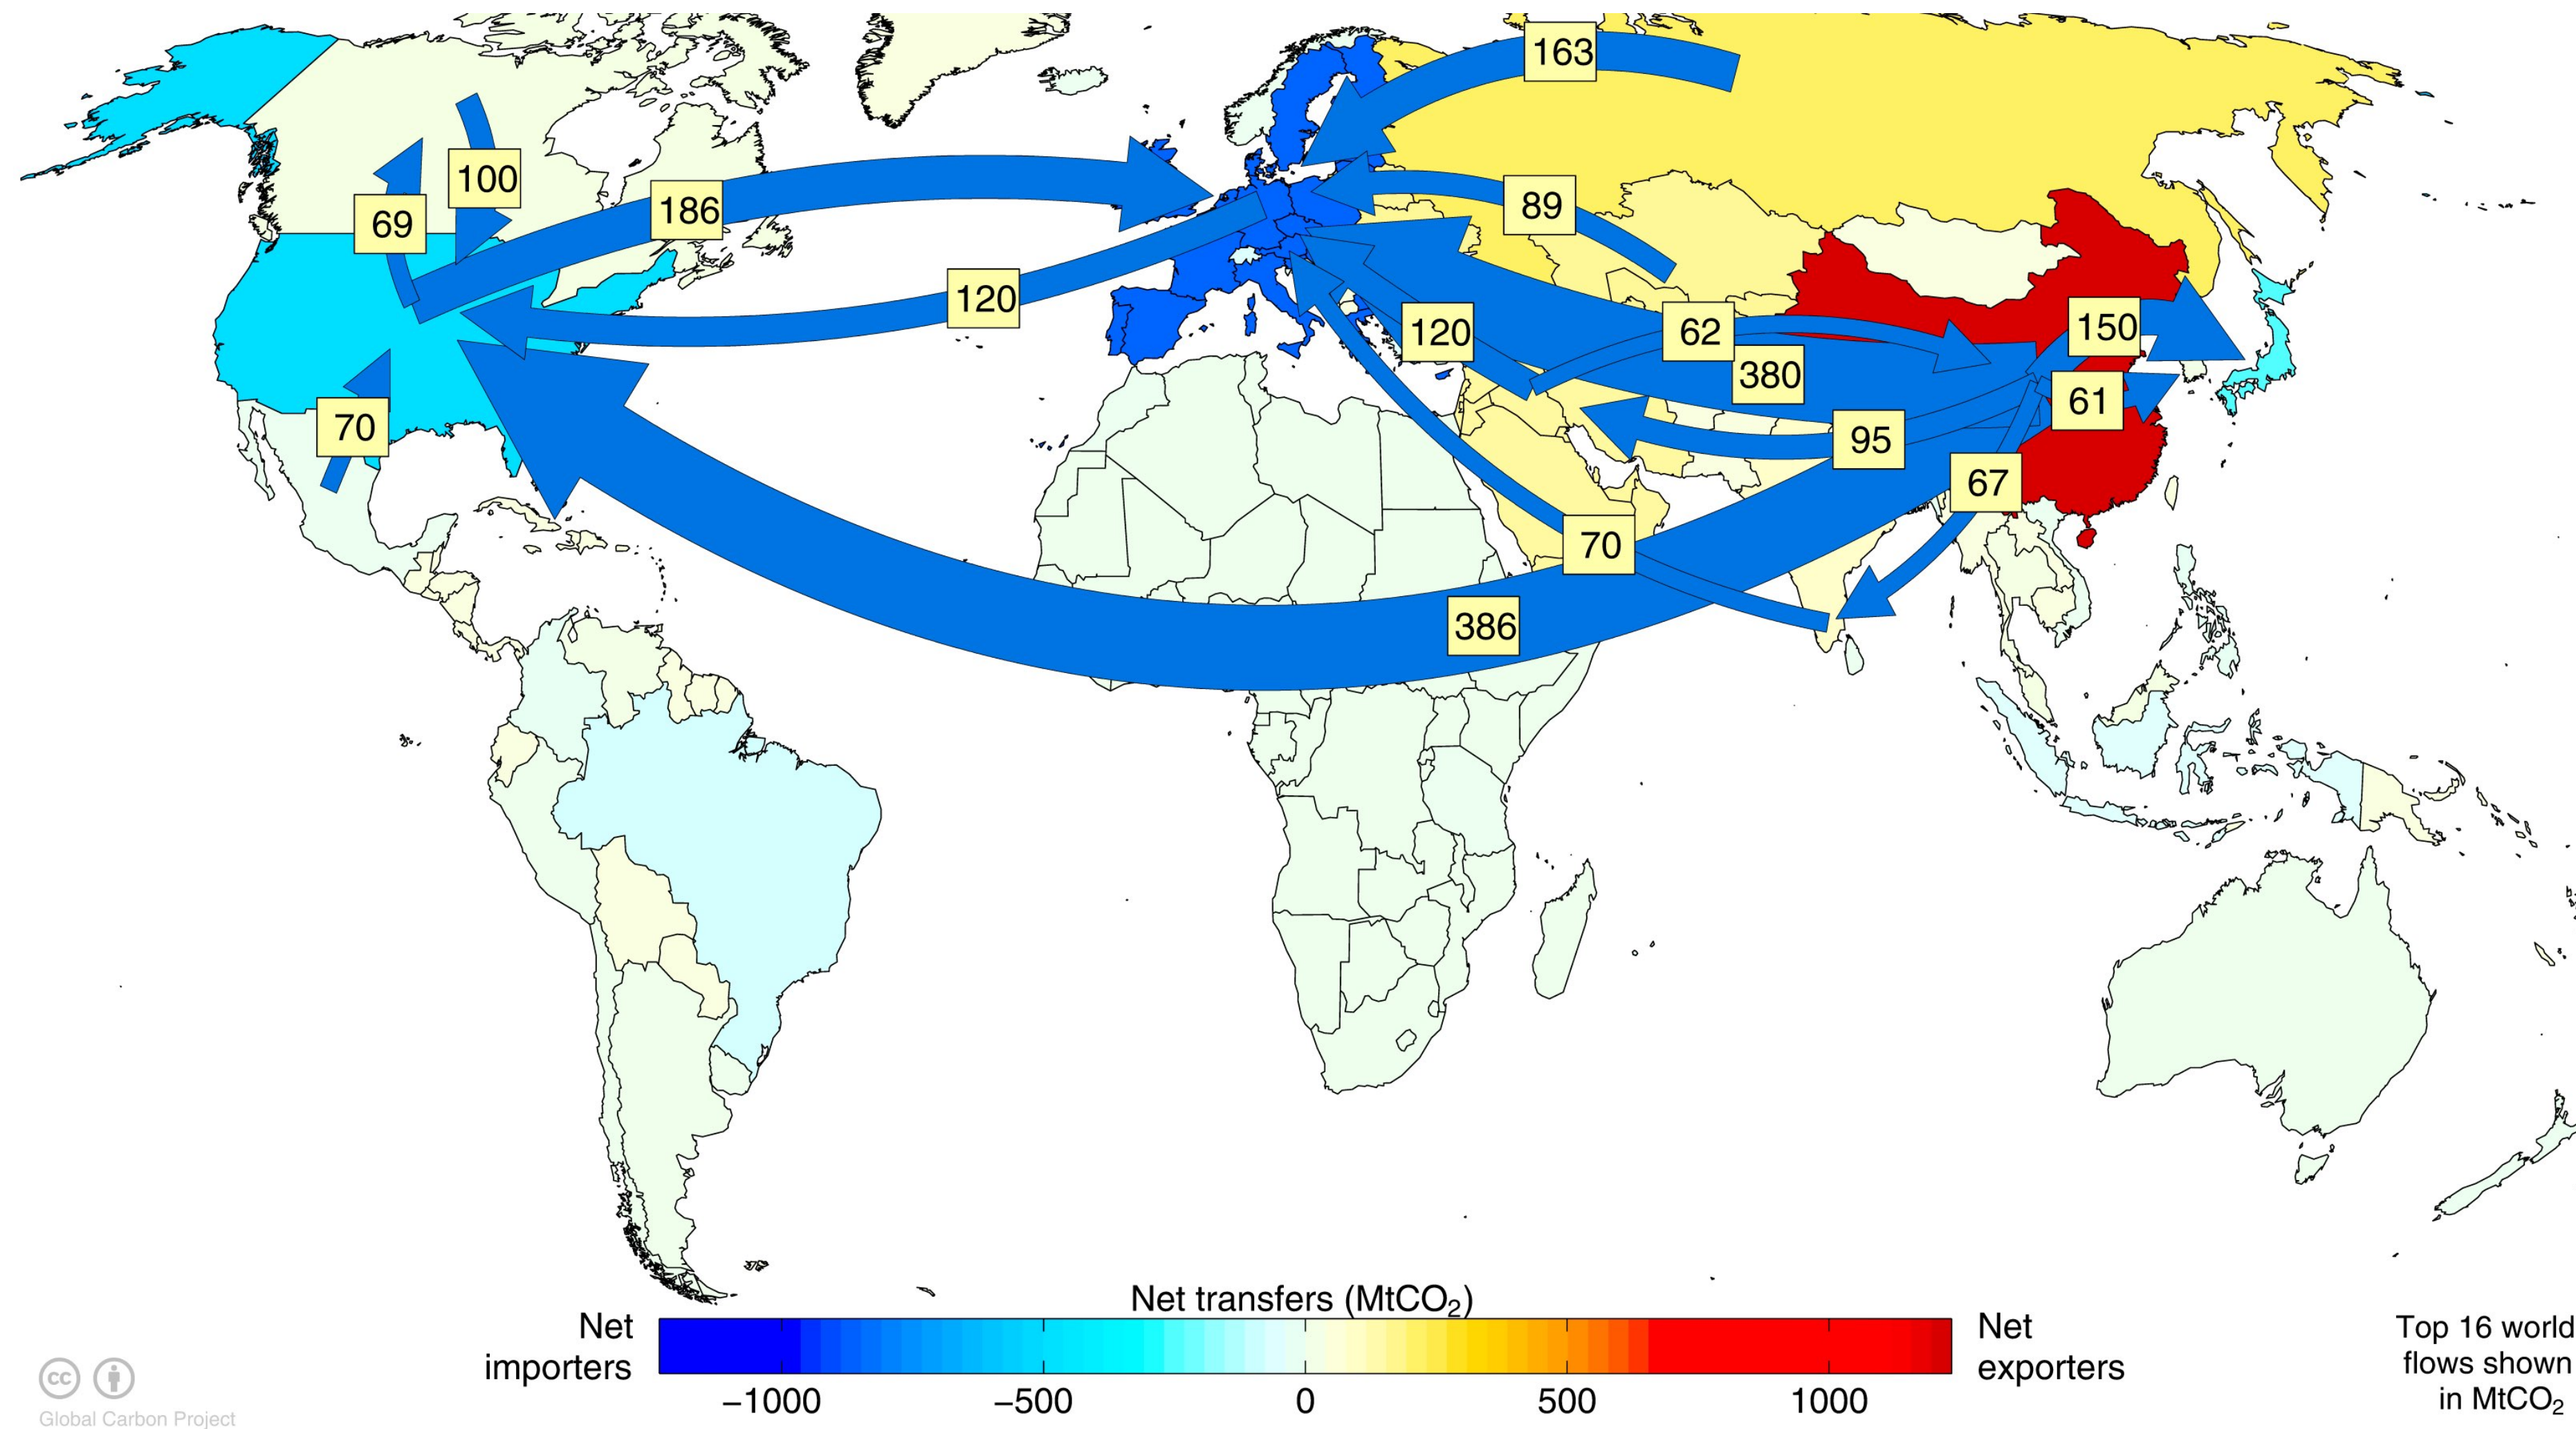 163
100
69
186
89
120
62
120
150
380
61
95
70
67
70
386
Net transfers (MtCO₂)
Net
importers
Net
exporters
−1000
−500
0
500
1000
Top 16 world
flows shown
in MtCO₂
cc
Global Carbon Project